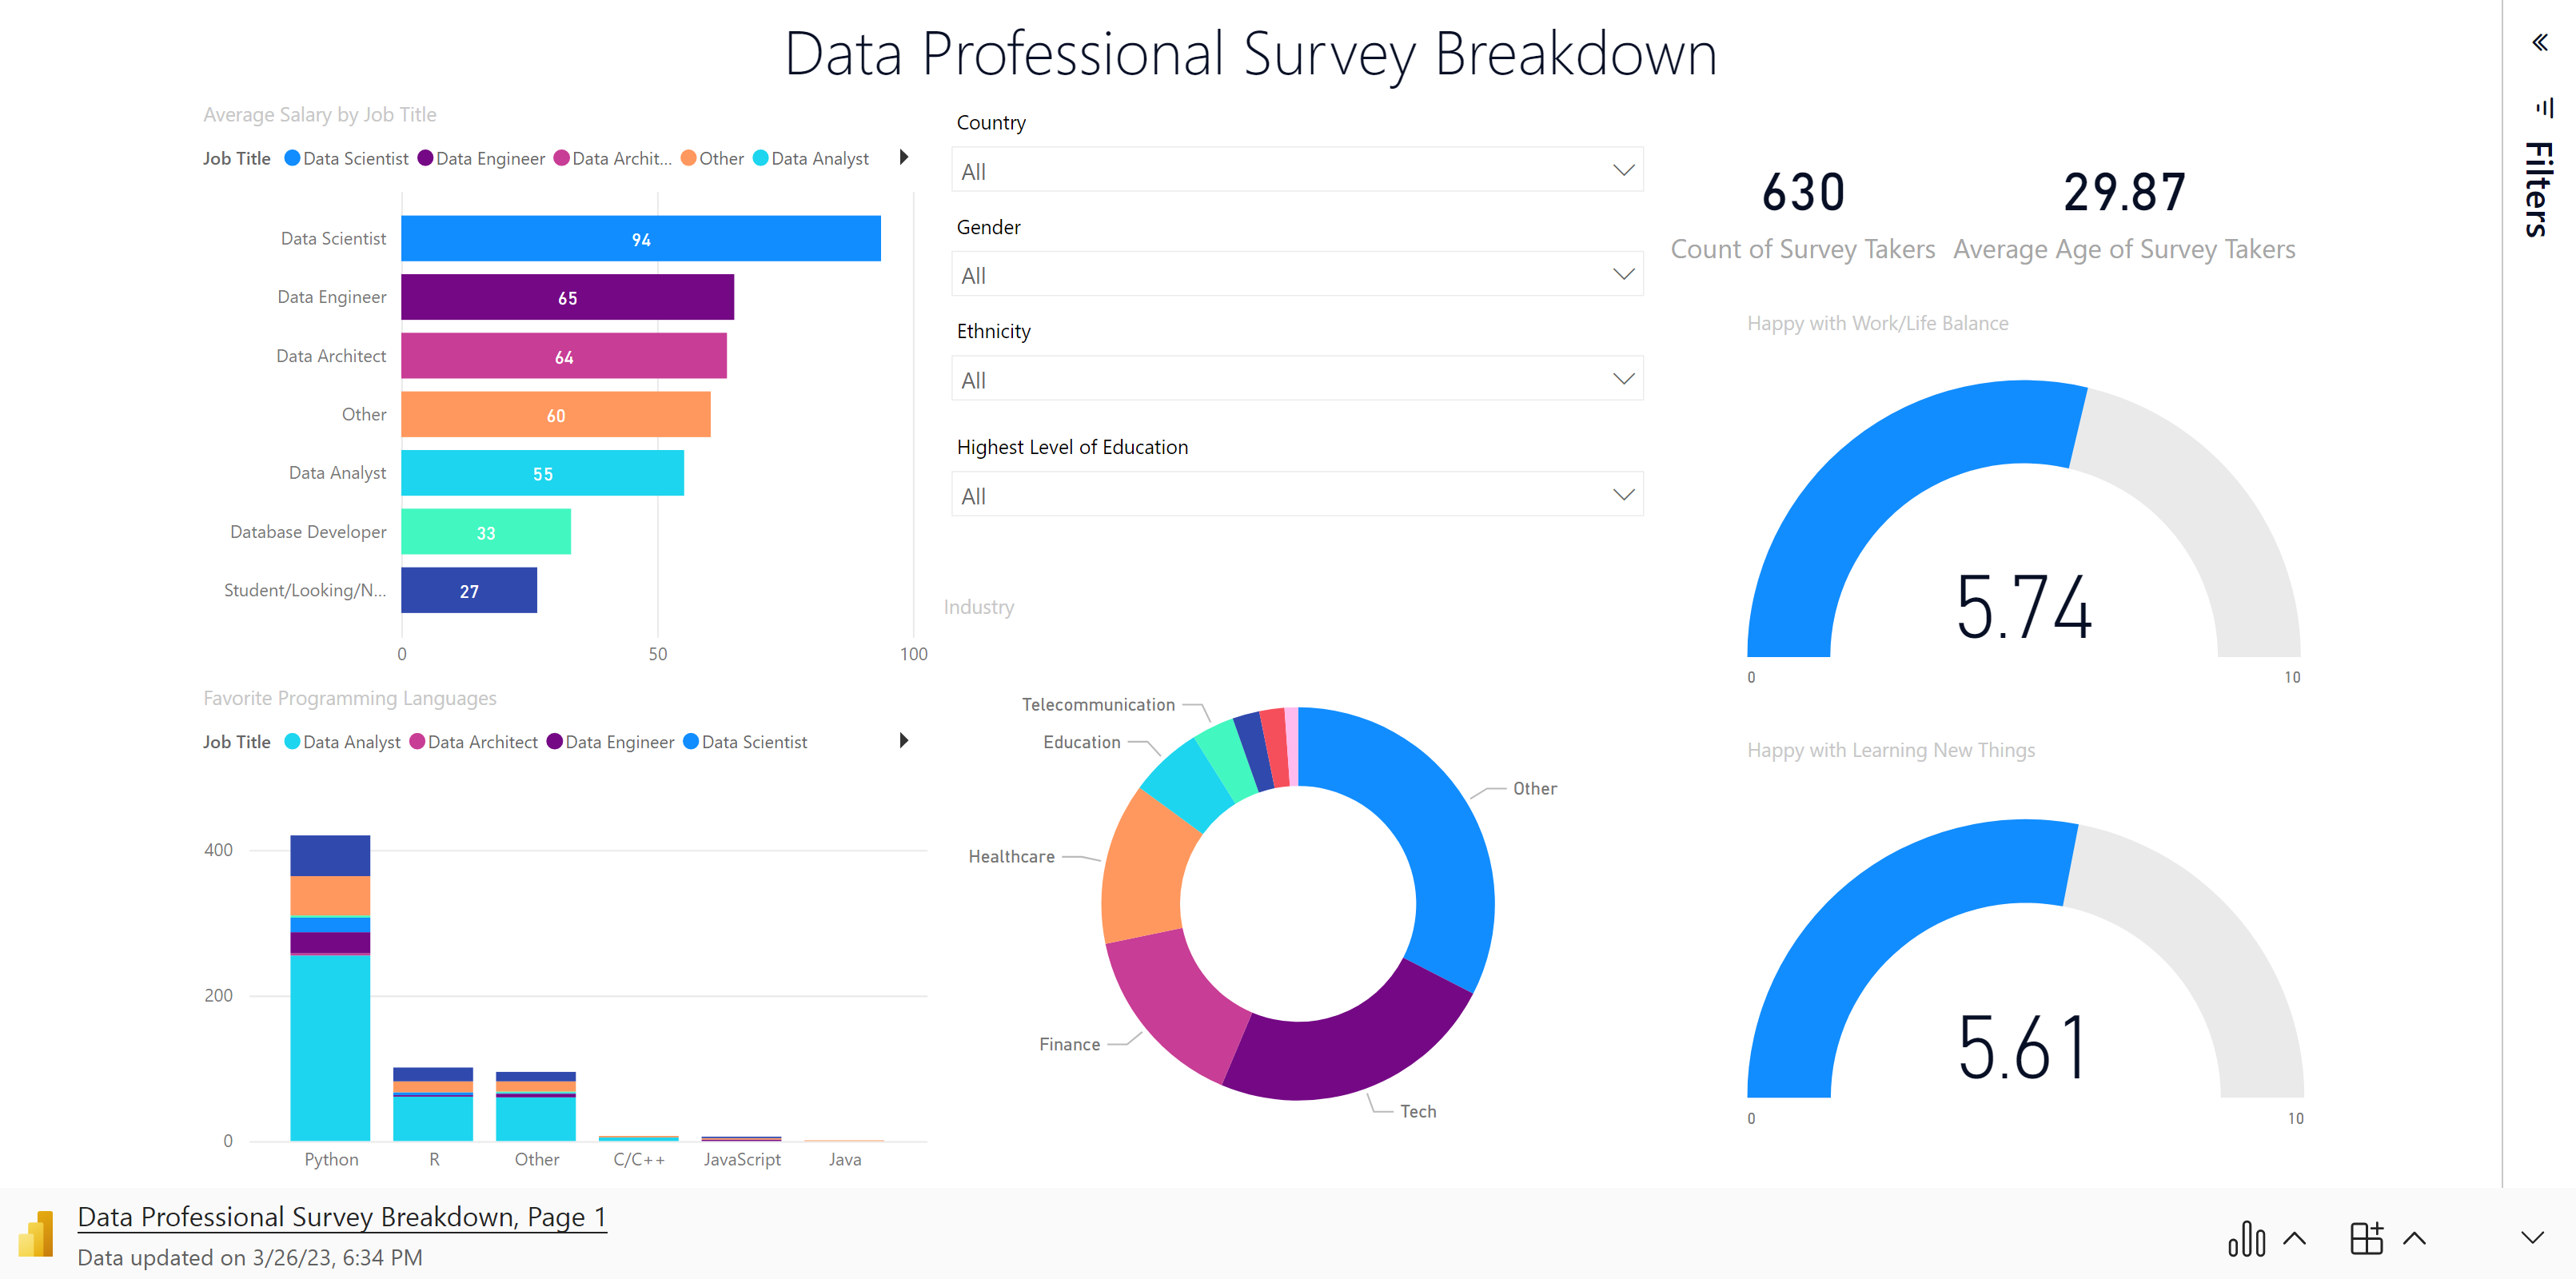 Data Professional Survey Breakdown
Filters
Average Salary by Job Title
Job Title Data Scientist Data Engineer Data Archit... Other Data Analyst
Data Scientist 94
Data Engineer 65
Data Architect 64
Other 60
Data Analyst 55
Database Developer 33
Student/Looking/N... 27
0 50 100
Country
All
Gender
All
Ethnicity
All
Highest Level of Education
All
630
Count of Survey Takers
29.87
Average Age of Survey Takers
Happy with Work/Life Balance
5.74
0 10
Favorite Programming Languages
Job Title Data Analyst Data Architect Data Engineer Data Scientist
400
200
0
Python R Other C/C++ JavaScript Java
Industry
Telecommunication
Education
Other
Healthcare
Finance
Tech
Happy with Learning New Things
5.61
0 10
Data Professional Survey Breakdown, Page 1
Data updated on 3/26/23, 6:34 PM